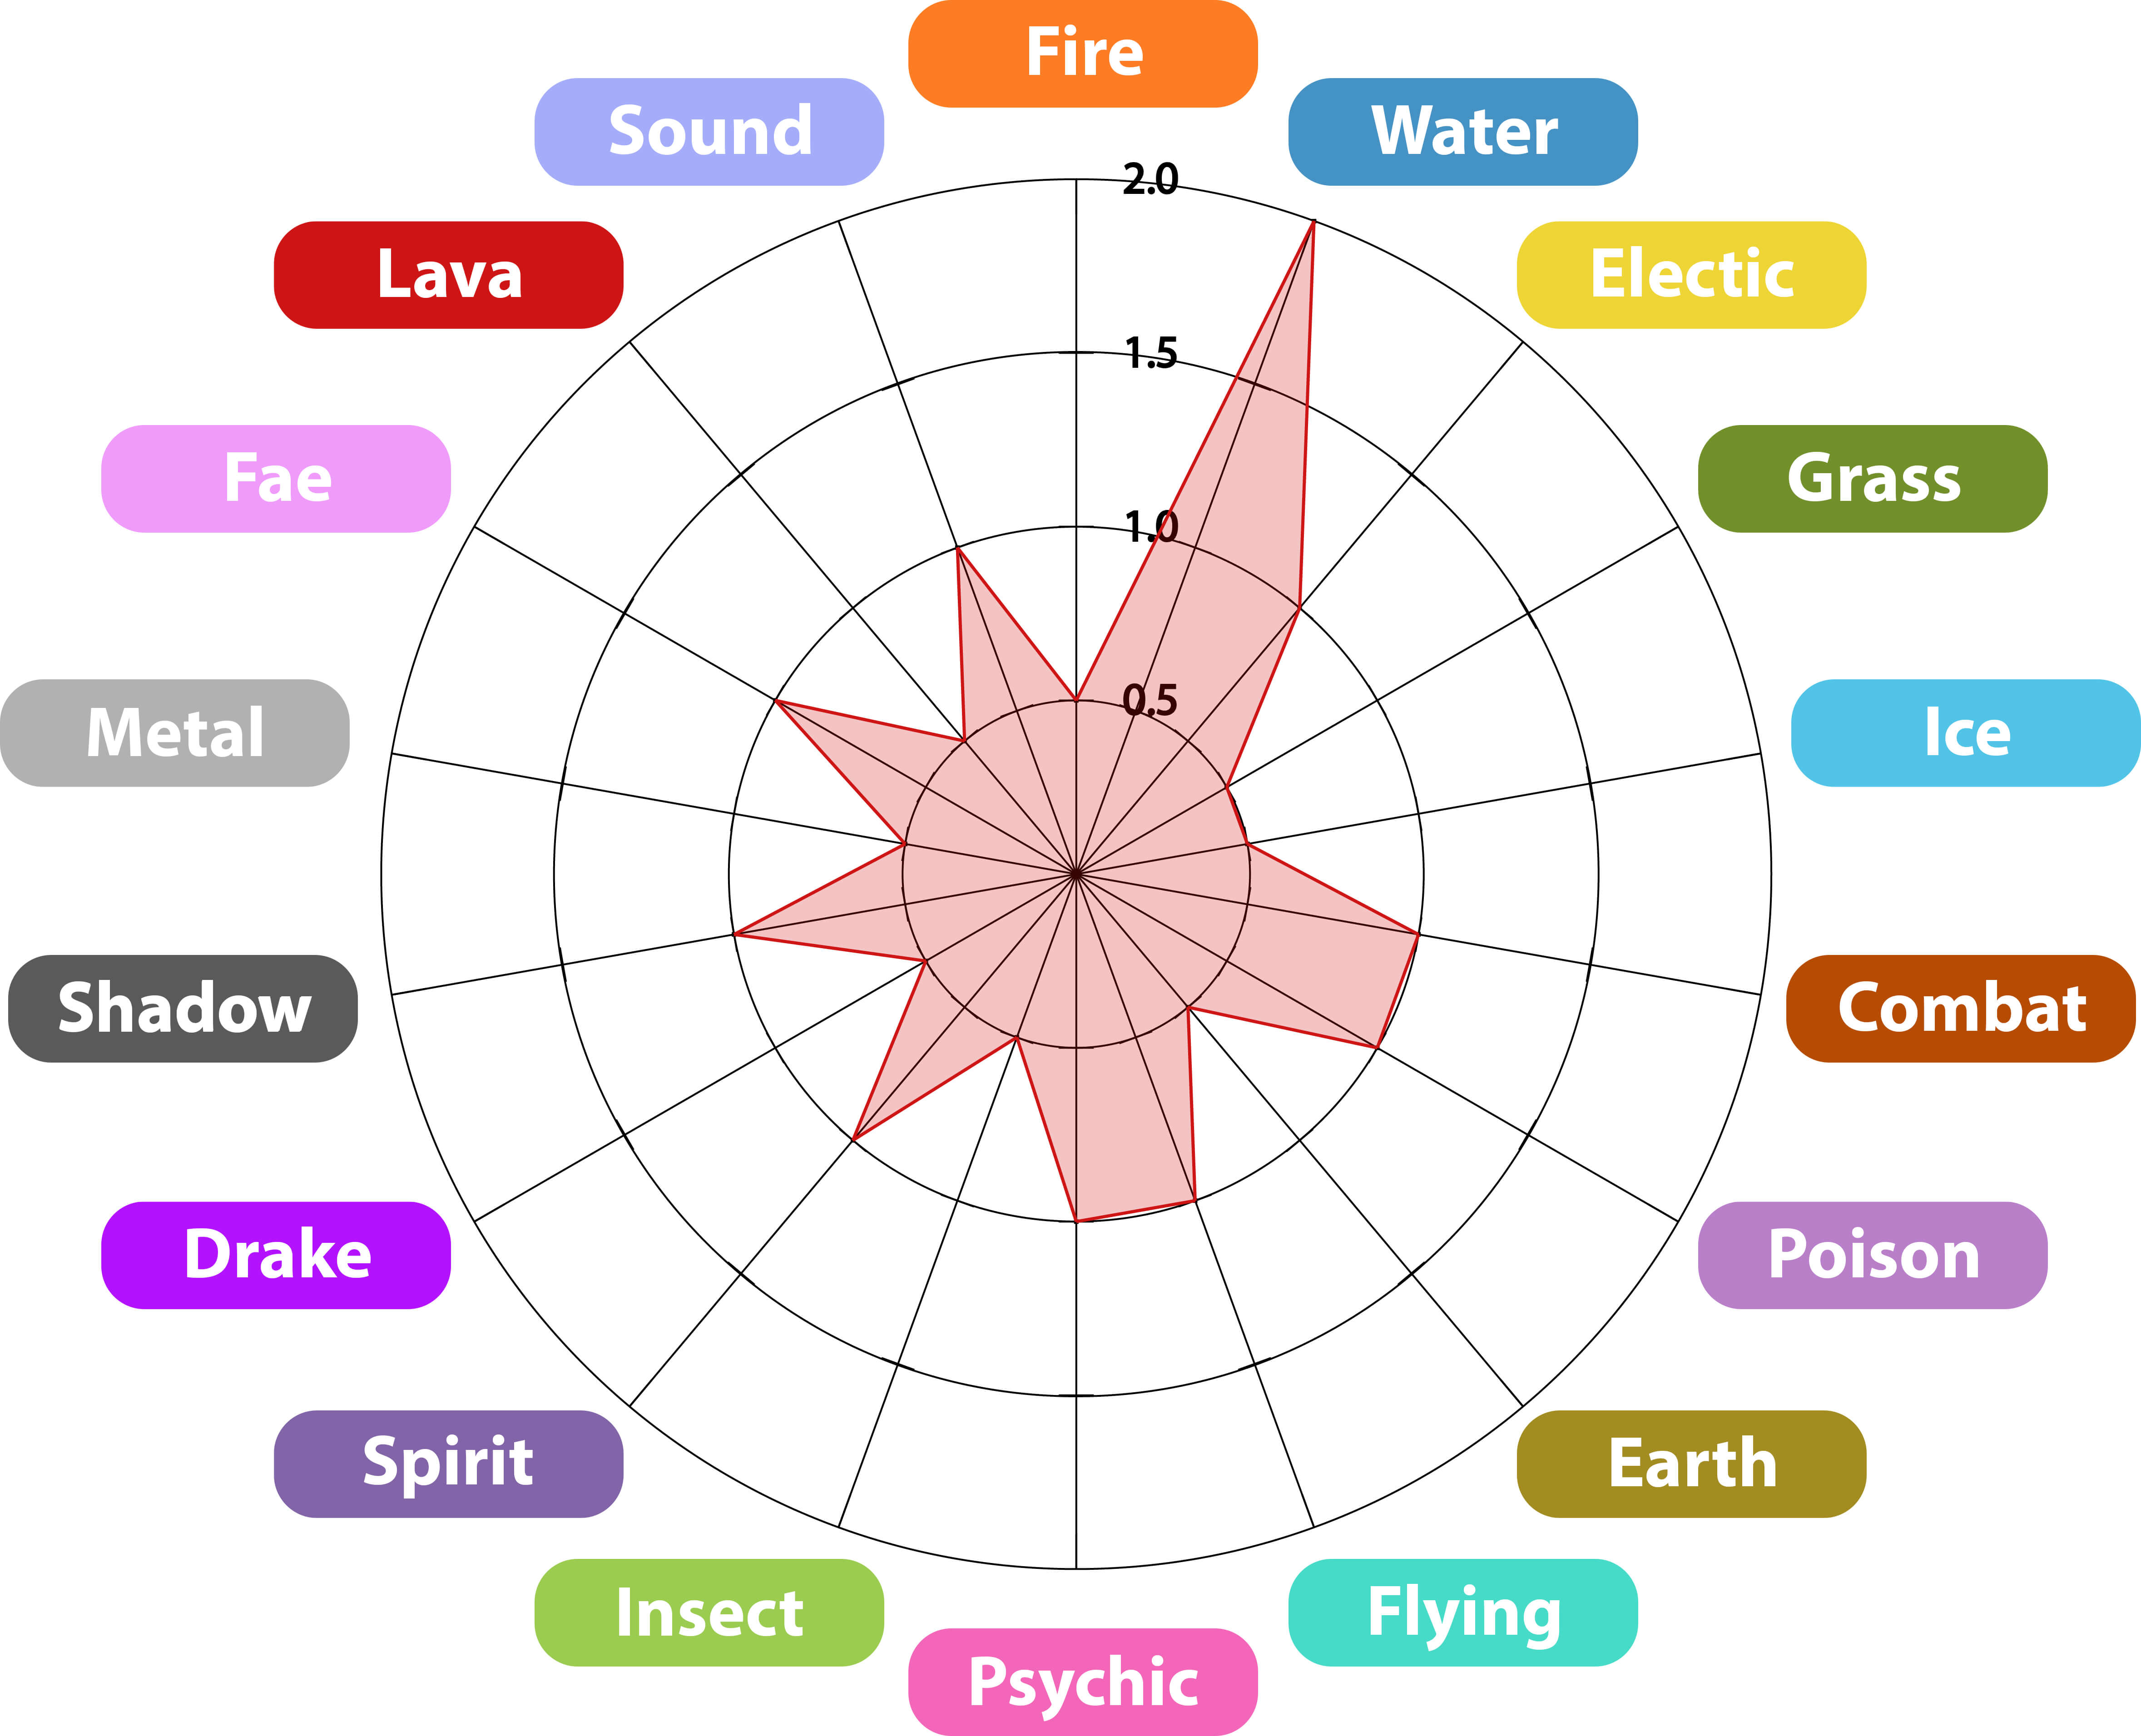 Fire
Sound
Water
2.0
Lava
Electic
1.5
Fae
Grass
1.0
Metal
0.5
Ice
Shadow
Combat
Drake
Poison
Spirit
Earth
Insect
Flying
Psychic